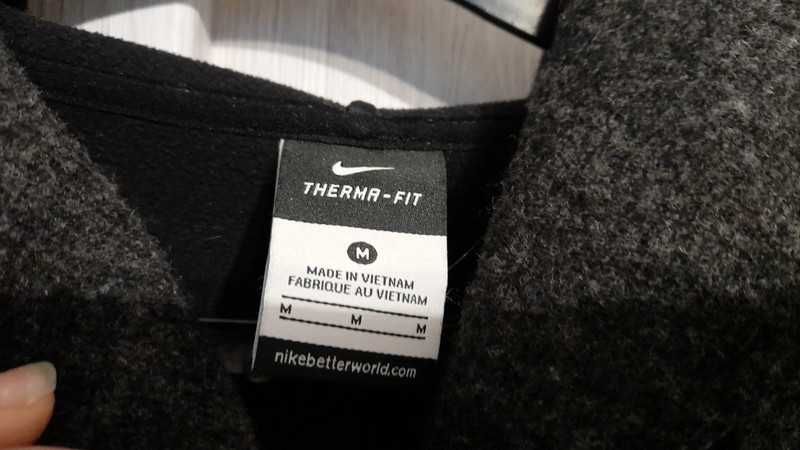 THERMA-FIT
M
MADE IN VIETNAM
FABRIQUE AU VIETNAM
M M M
nikebetterworld.com